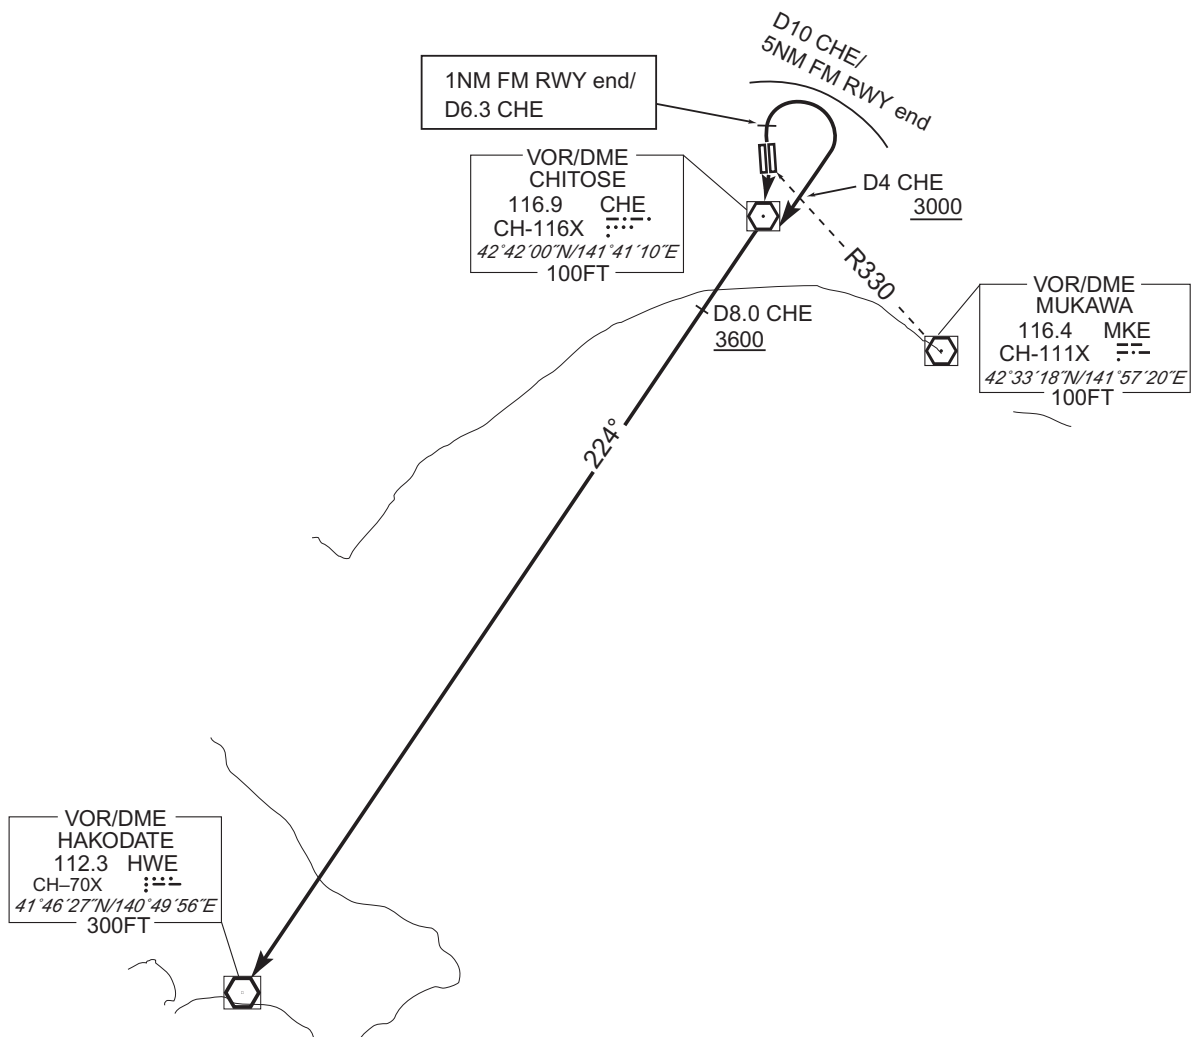 D10 CHE/
5NM FM RWY end
1NM FM RWY end/
D6.3 CHE
VOR/DME
CHITOSE
116.9 CHE
CH-116X
42°42′00″N/141°41′10″E
100FT
D4 CHE
3000
R330
VOR/DME
MUKAWA
116.4 MKE
CH-111X
42°33′18″N/141°57′20″E
100FT
D8.0 CHE
3600
224°
VOR/DME
HAKODATE
112.3 HWE
CH–70X
41°46′27″N/140°49′56″E
300FT